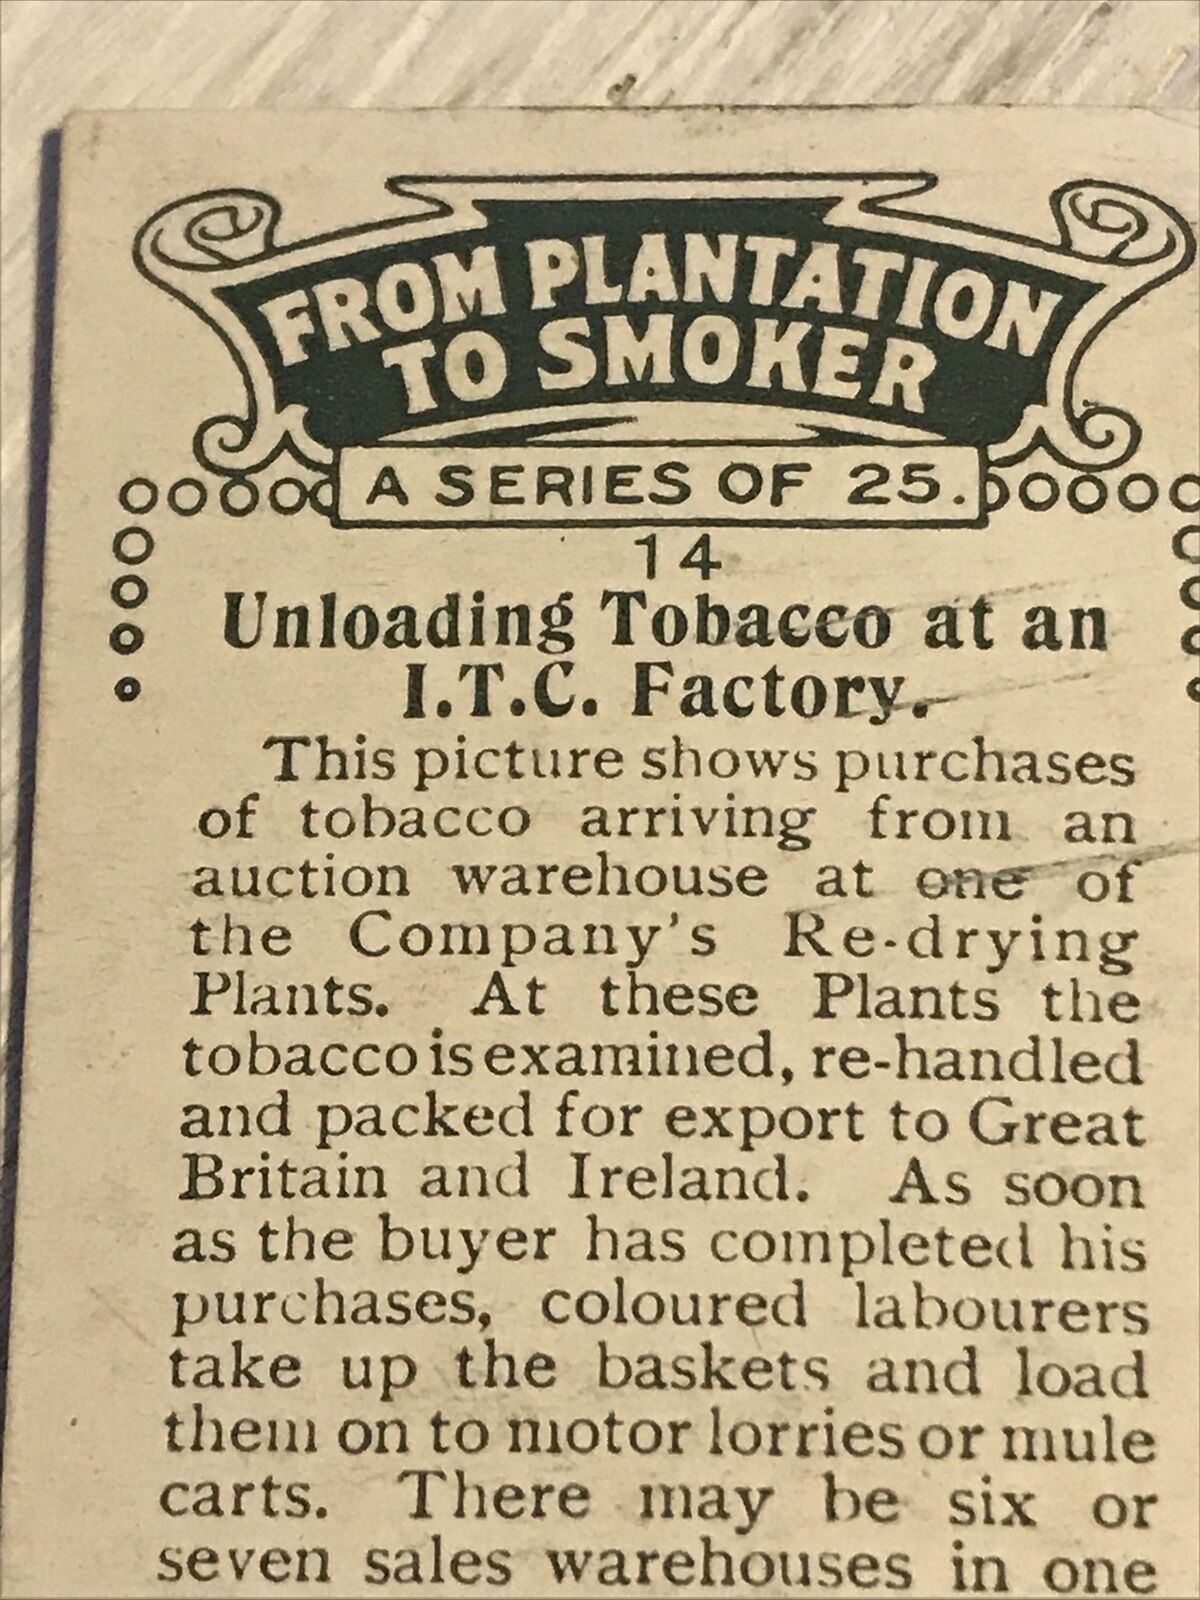 FROM PLANTATION
TO SMOKER
A SERIES OF 25.
14
Unloading Tobacco at an
I.T.C. Factory.
This picture shows purchases
of tobacco arriving from an
auction warehouse at one of
the Company's Re-drying
Plants. At these Plants the
tobacco is examined, re-handled
and packed for export to Great
Britain and Ireland. As soon
as the buyer has completed his
purchases, coloured labourers
take up the baskets and load
them on to motor lorries or mule
carts. There may be six or
seven sales warehouses in one